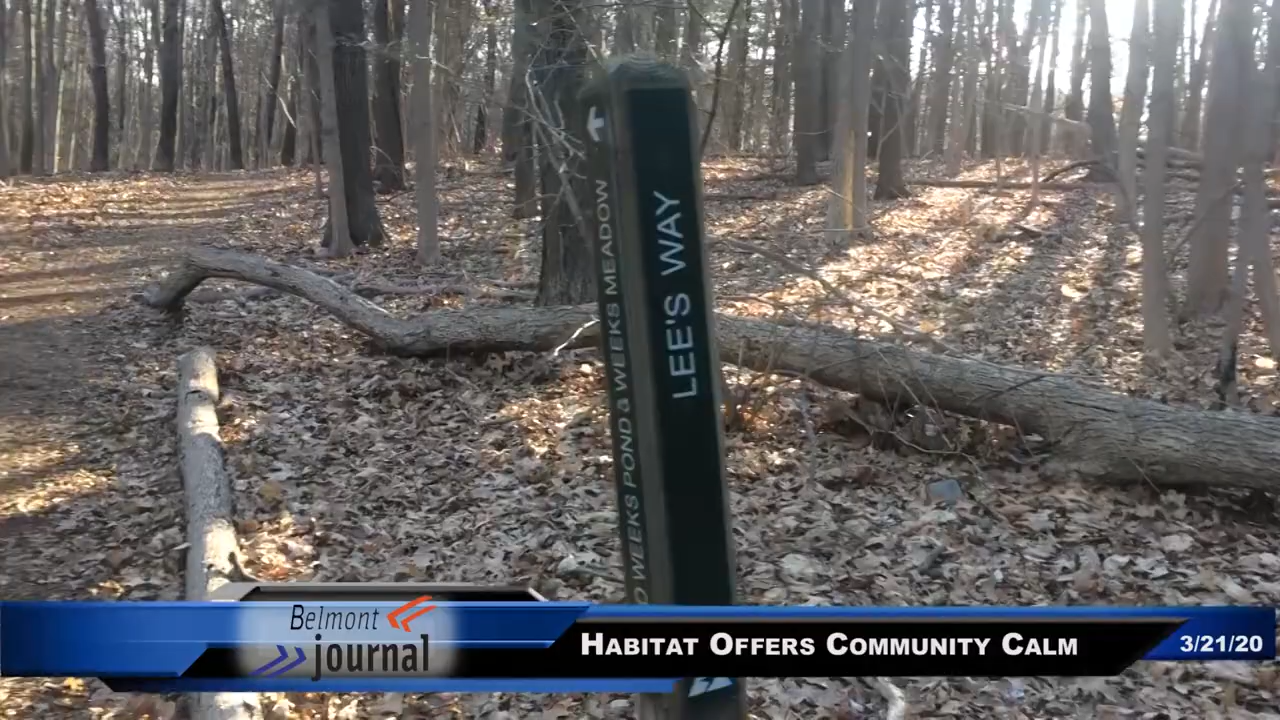 LEE'S WAY
WEEKS POND & WEEKS MEADOW
Belmont
journal
HABITAT OFFERS COMMUNITY CALM
3/21/20